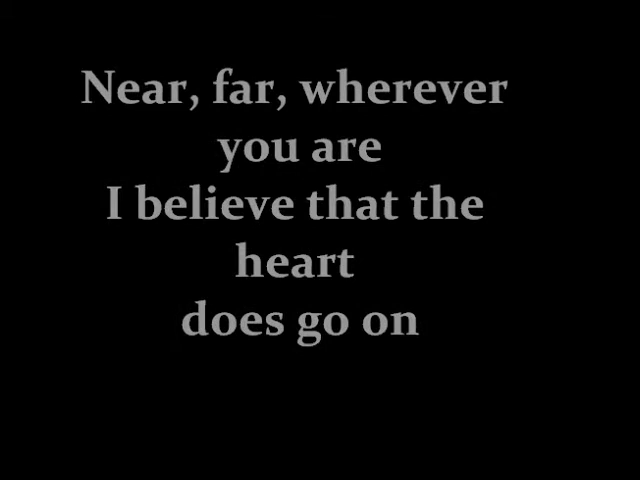 Near, far, wherever
you are
I believe that the
heart
does go on